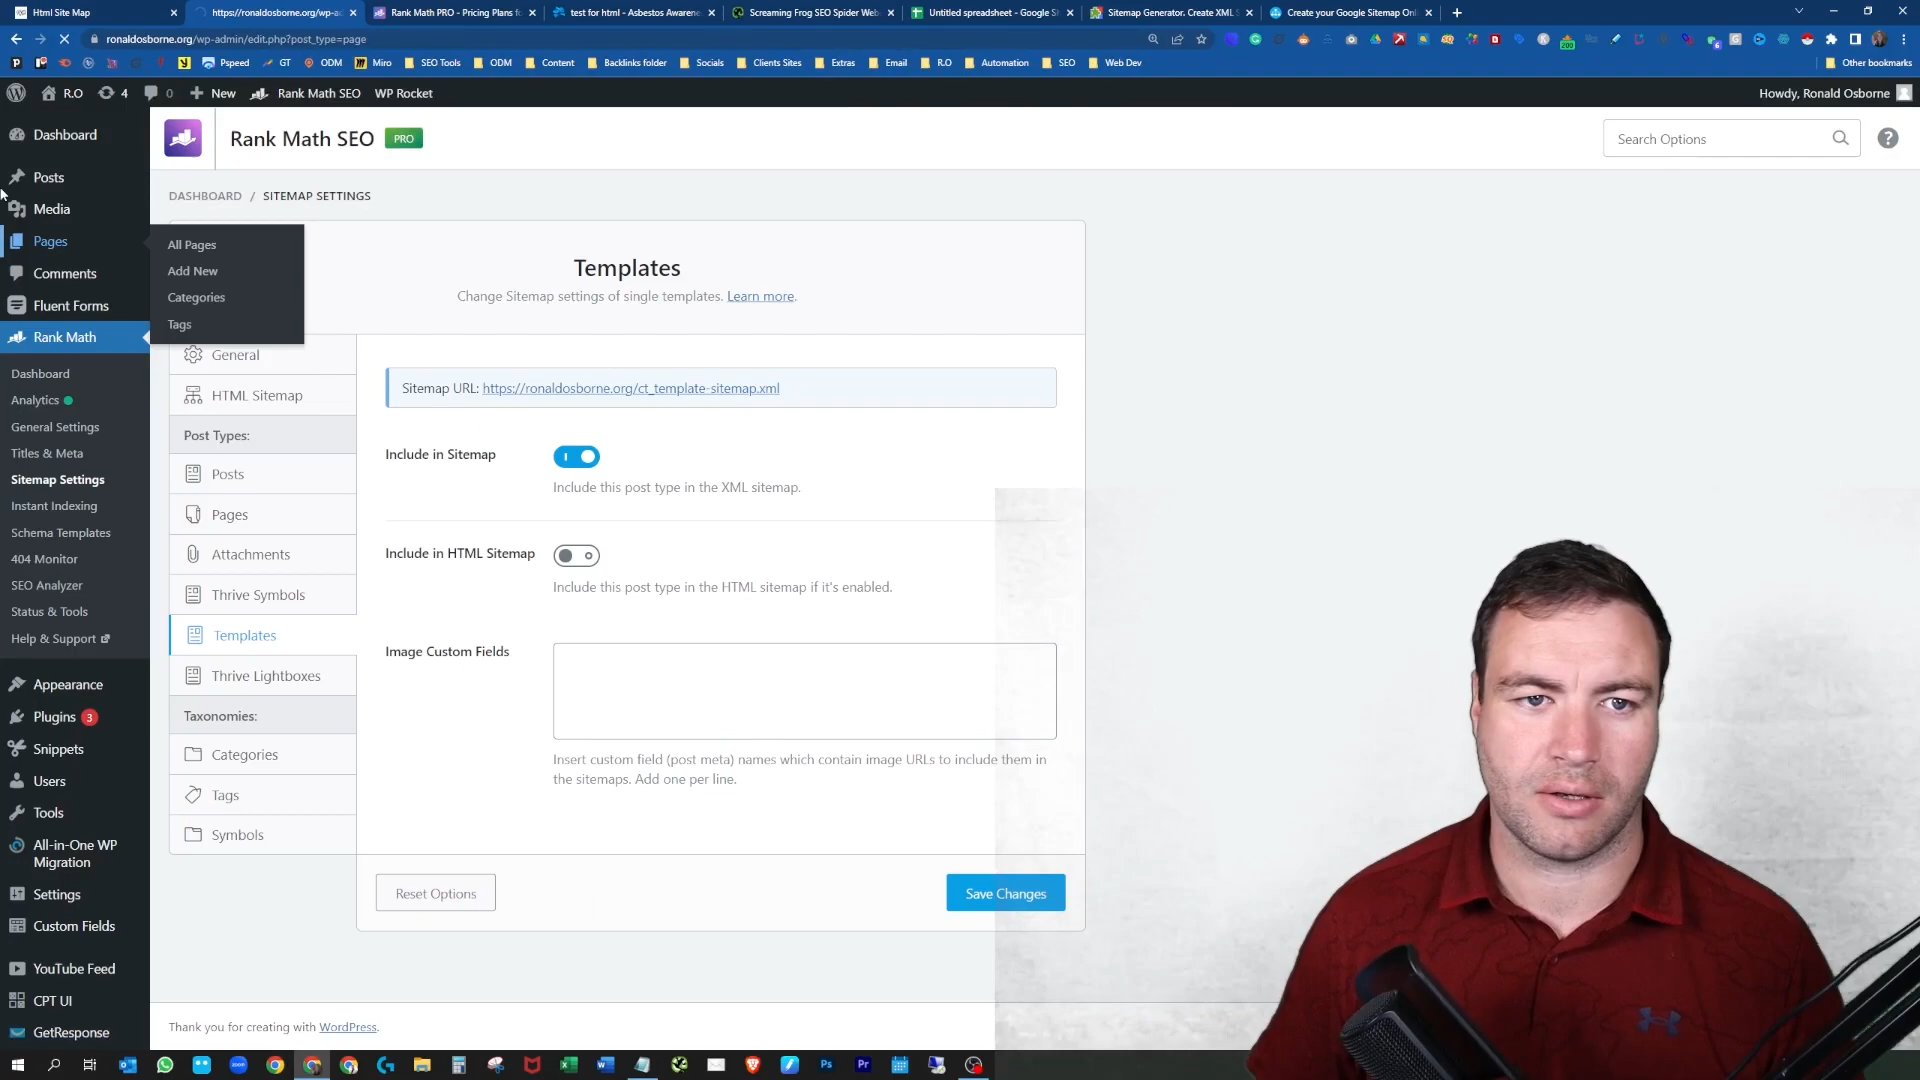 Html Site Map
https://ronaldosborne.org/wp-ad
Rank Math PRO - Pricing Plans fo
test for html - Asbestos Awarene
Screaming Frog SEO Spider Web
Untitled spreadsheet - Google Sh
Sitemap Generator. Create XML S
Create your Google Sitemap Onl
ronaldosborne.org/wp-admin/edit.php?post_type=page
Pspeed
GT
ODM
Miro
SEO Tools
ODM
Content
Backlinks folder
Socials
Clients Sites
Extras
Email
R.O
Automation
SEO
Web Dev
Other bookmarks
R.O
4
0
New
Rank Math SEO
WP Rocket
Howdy, Ronald Osborne
Dashboard
Posts
Media
Pages
Comments
Fluent Forms
Rank Math
Dashboard
Analytics
General Settings
Titles & Meta
Sitemap Settings
Instant Indexing
Schema Templates
404 Monitor
SEO Analyzer
Status & Tools
Help & Support
Appearance
Plugins 3
Snippets
Users
Tools
All-in-One WP
Migration
Settings
Custom Fields
YouTube Feed
CPT UI
GetResponse
All Pages
Add New
Categories
Tags
Rank Math SEO PRO
Search Options
DASHBOARD / SITEMAP SETTINGS
Templates
Change Sitemap settings of single templates. Learn more.
General
HTML Sitemap
Post Types:
Posts
Pages
Attachments
Thrive Symbols
Templates
Thrive Lightboxes
Taxonomies:
Categories
Tags
Symbols
Sitemap URL: https://ronaldosborne.org/ct_template-sitemap.xml
Include in Sitemap
Include this post type in the XML sitemap.
Include in HTML Sitemap
Include this post type in the HTML sitemap if it's enabled.
Image Custom Fields
Insert custom field (post meta) names which contain image URLs to include them in
the sitemaps. Add one per line.
Reset Options
Save Changes
Thank you for creating with WordPress.